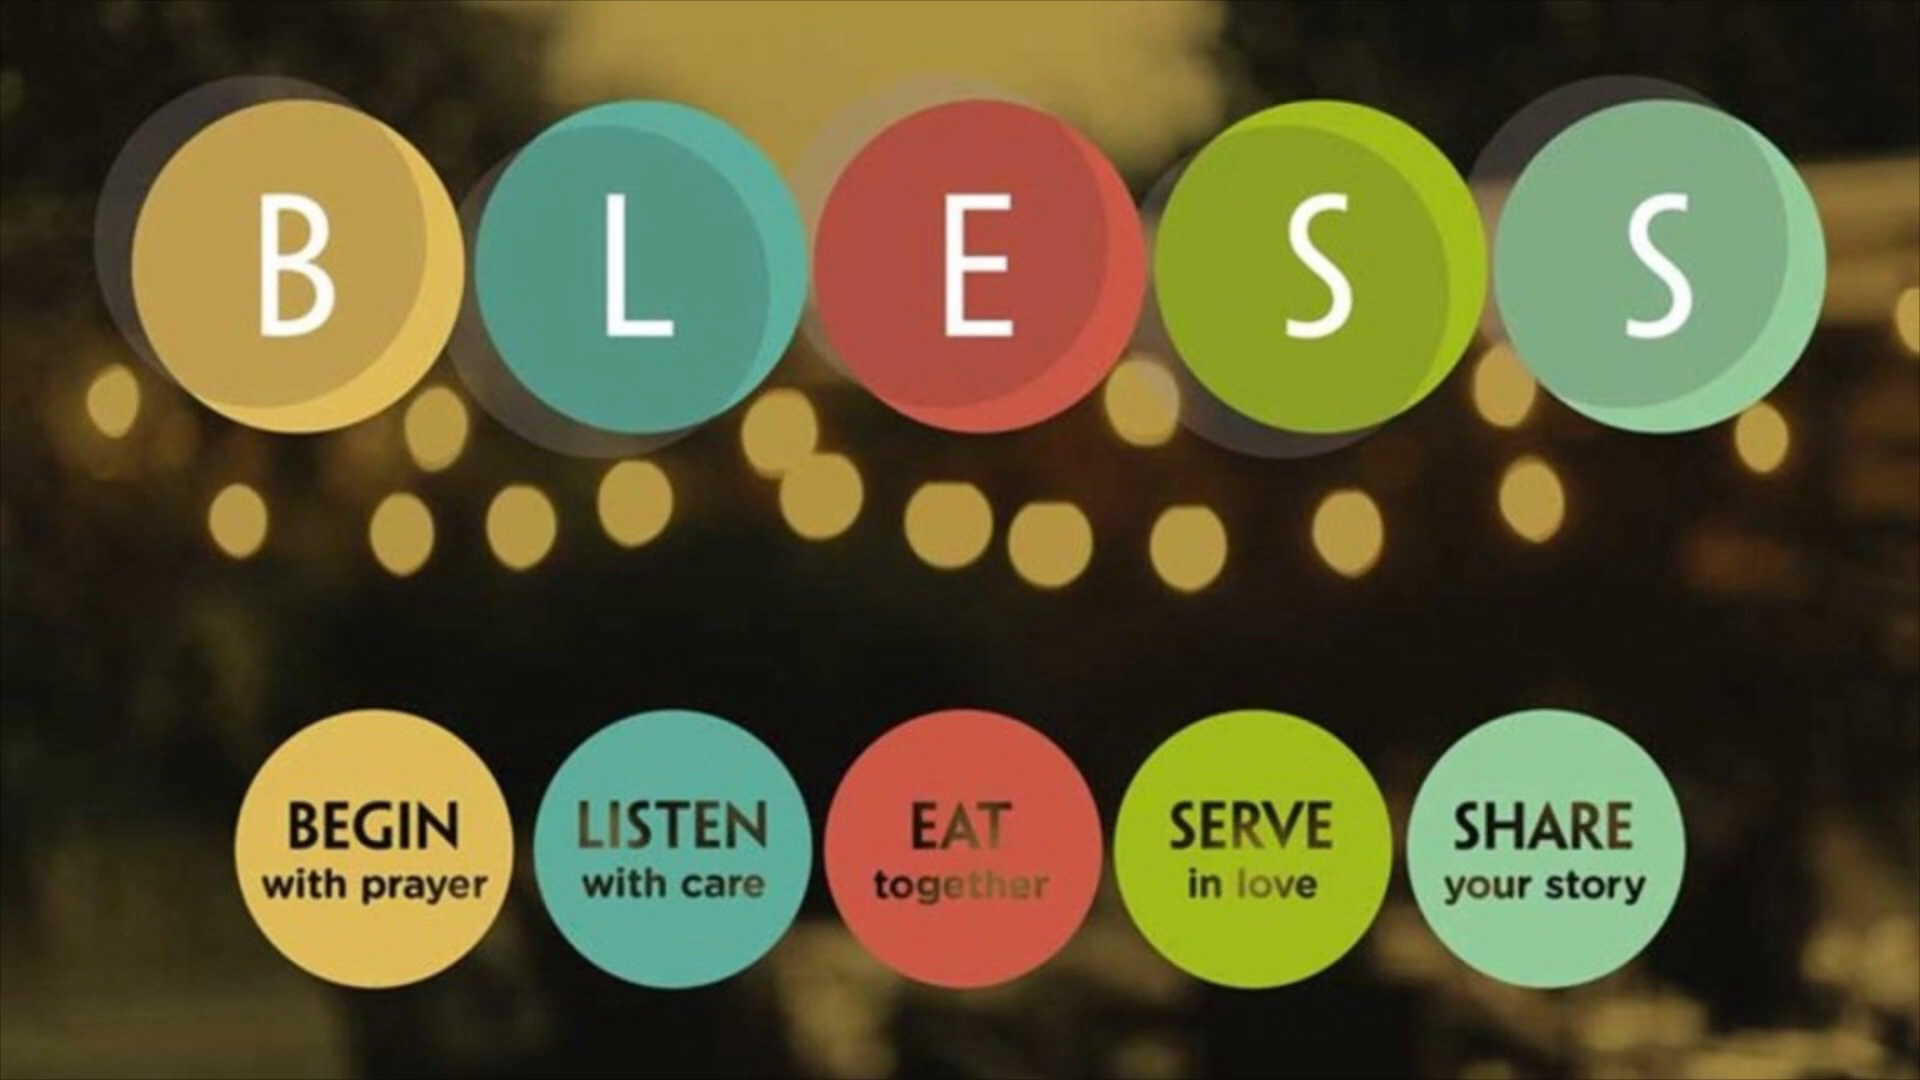 B L E S S
BEGIN
with prayer
LISTEN
with care
EAT
together
SERVE
in love
SHARE
your story